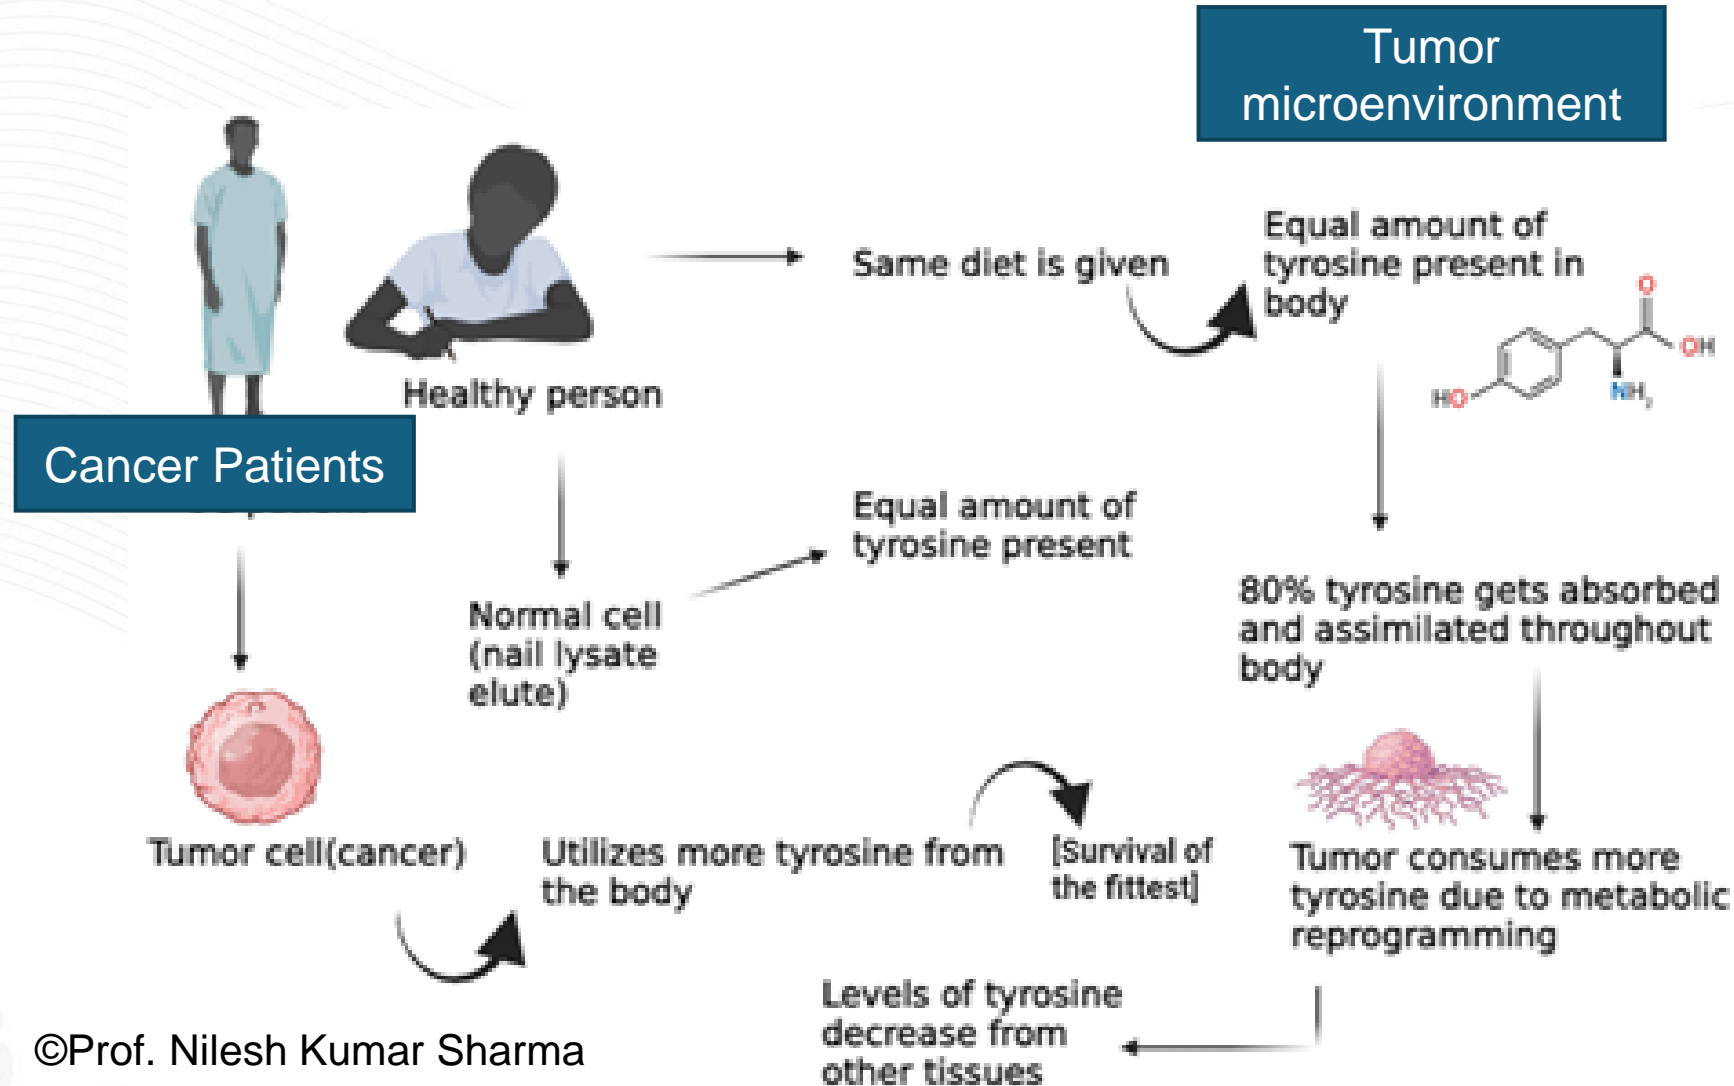 Tumor
microenvironment
Equal amount of
tyrosine present in
body
Same diet is given
O
OH
HO
NH2
Healthy person
Cancer Patients
Equal amount of
tyrosine present
Normal cell
(nail lysate
elute)
80% tyrosine gets absorbed
and assimilated throughout
body
Tumor cell(cancer)
Utilizes more tyrosine from
the body
[Survival of
the fittest]
Tumor consumes more
tyrosine due to metabolic
reprogramming
Levels of tyrosine
decrease from
other tissues
©Prof. Nilesh Kumar Sharma